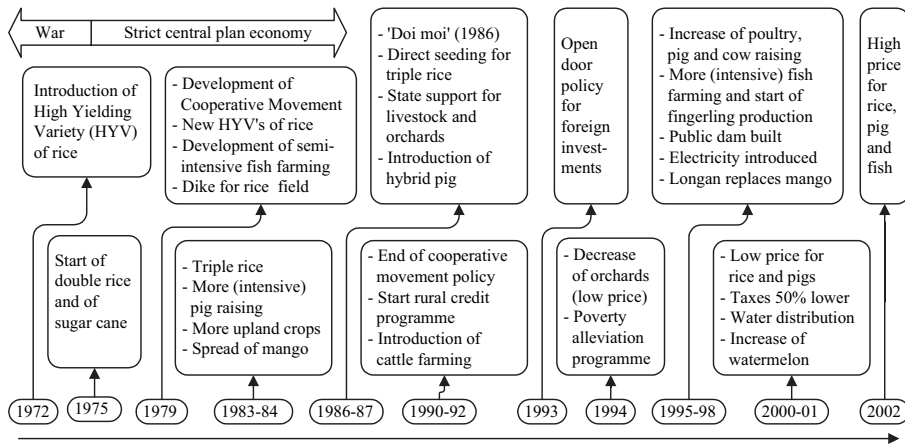 War
Strict central plan economy
Introduction of
High Yielding
Variety (HYV)
of rice
- Development of
Cooperative Movement
- New HYV's of rice
- Development of semi-
intensive fish farming
- Dike for rice field
- 'Doi moi' (1986)
- Direct seeding for
triple rice
- State support for
livestock and
orchards
- Introduction of
hybrid pig
Open
door
policy
for
foreign
invest-
ments
- Increase of poultry,
pig and cow raising
- More (intensive) fish
farming and start of
fingerling production
- Public dam built
- Electricity introduced
- Longan replaces mango
High
price
for
rice,
pig
and
fish
Start of
double rice
and of
sugar cane
- Triple rice
- More (intensive)
pig raising
- More upland crops
- Spread of mango
- End of cooperative
movement policy
- Start rural credit
programme
- Introduction of
cattle farming
- Decrease
of orchards
(low price)
- Poverty
alleviation
programme
- Low price for
rice and pigs
- Taxes 50% lower
- Water distribution
- Increase of
watermelon
1972
1975
1979
1983-84
1986-87
1990-92
1993
1994
1995-98
2000-01
2002